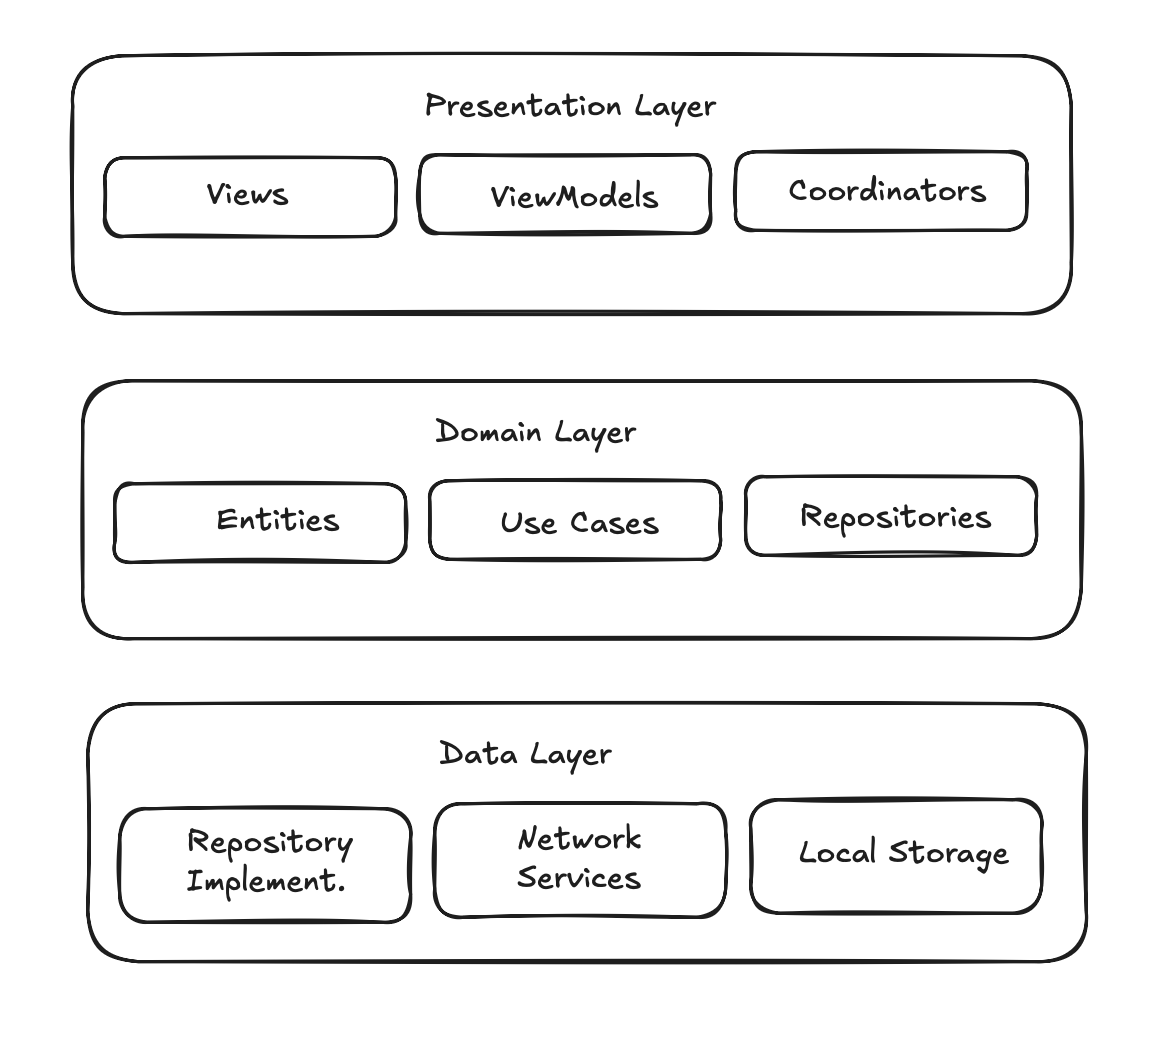 Presentation Layer
Views
ViewModels
Coordinators
Domain Layer
Entities
Use Cases
Repositories
Data Layer
Repository
Implement.
Network
Services
Local Storage